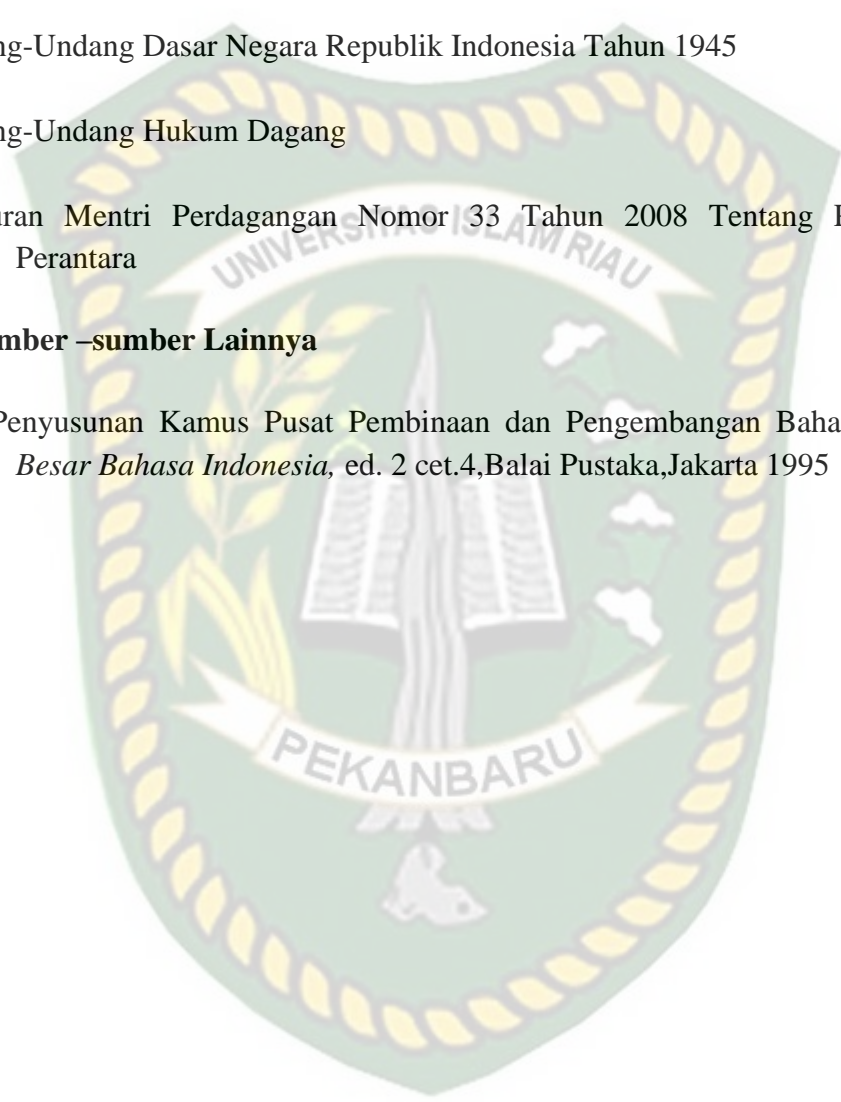 ng-Undang Dasar Negara Republik Indonesia Tahun 1945
ng-Undang Hukum Dagang
uran Mentri Perdagangan Nomor 33 Tahun 2008 Tentang
Perantara
mber –sumber Lainnya
Penyusunan Kamus Pusat Pembinaan dan Pengembangan Baha
Besar Bahasa Indonesia, ed. 2 cet.4,Balai Pustaka,Jakarta 1995
UNIVERSITAS ISLAM RIAU
PEKANBARU